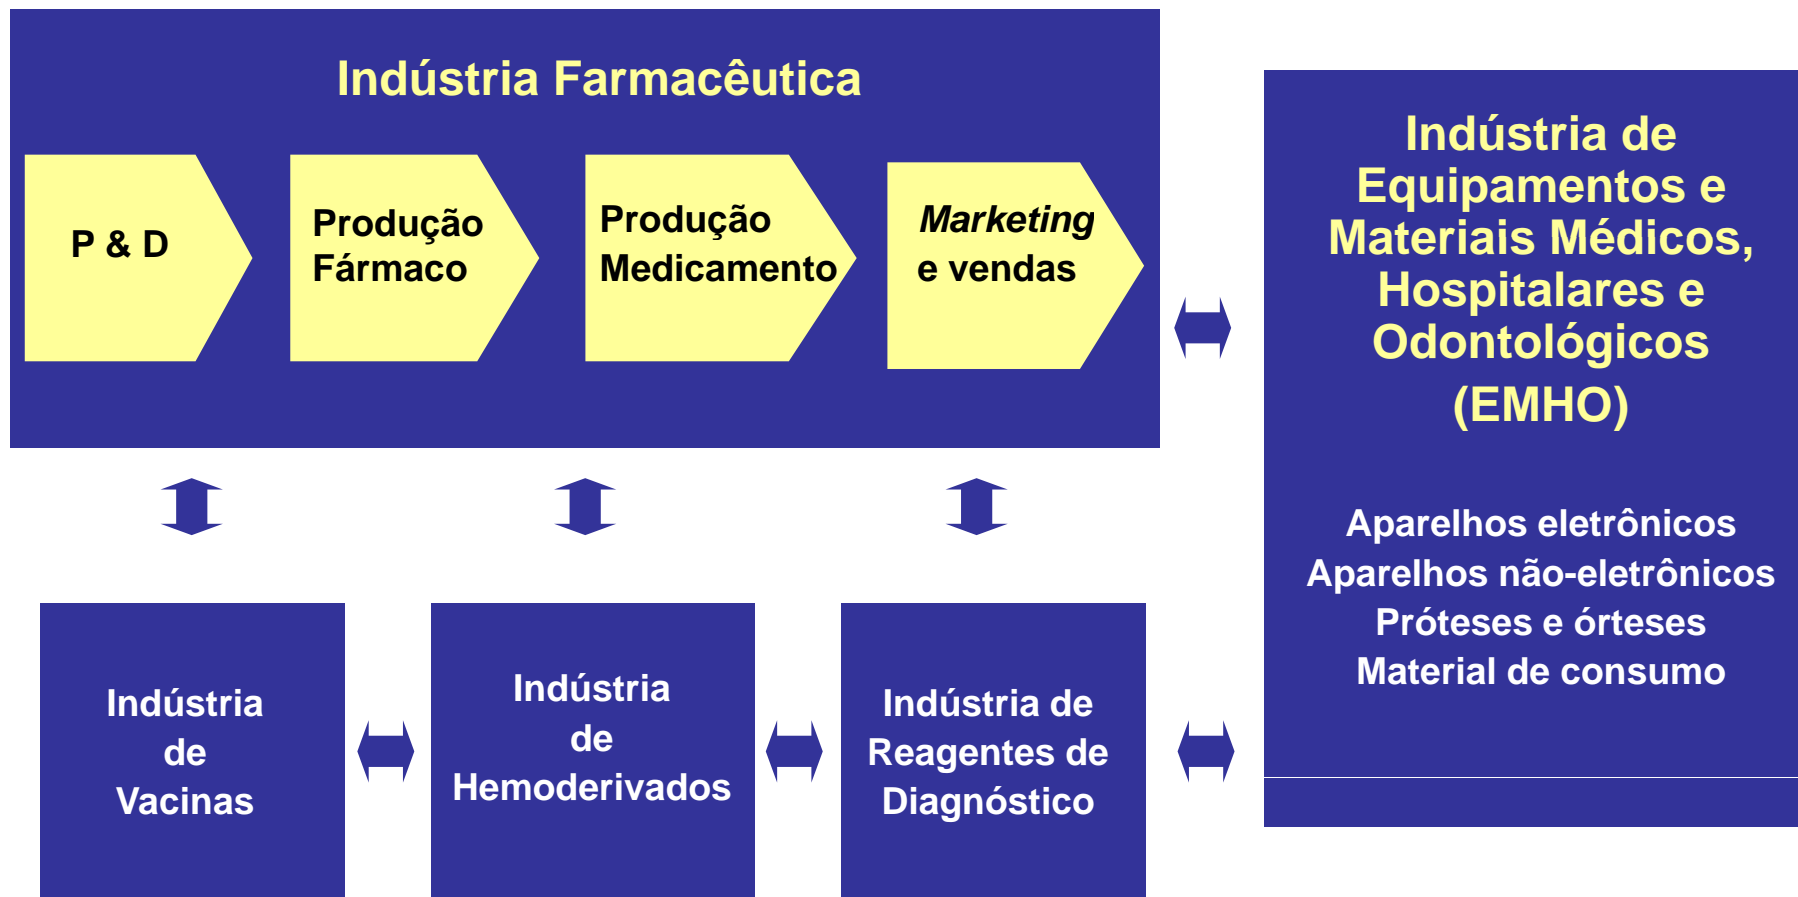 Indústria Farmacêutica
P & D
Produção
Fármaco
Produção
Medicamento
Marketing
e vendas
Indústria de
Equipamentos e
Materiais Médicos,
Hospitalares e
Odontológicos
(EMHO)
Aparelhos eletrônicos
Aparelhos não-eletrônicos
Próteses e órteses
Material de consumo
Indústria
de
Vacinas
Indústria
de
Hemoderivados
Indústria de
Reagentes de
Diagnóstico